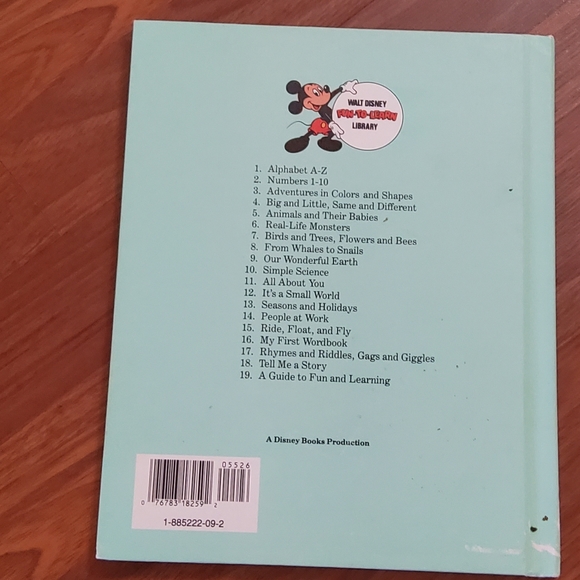 WALT DISNEY
FUN-TO-LEARN
LIBRARY
1. Alphabet A-Z
2. Numbers 1-10
3. Adventures in Colors and Shapes
4. Big and Little, Same and Different
5. Animals and Their Babies
6. Real-Life Monsters
7. Birds and Trees, Flowers and Bees
8. From Whales to Snails
9. Our Wonderful Earth
10. Simple Science
11. All About You
12. It's a Small World
13. Seasons and Holidays
14. People at Work
15. Ride, Float, and Fly
16. My First Wordbook
17. Rhymes and Riddles, Gags and Giggles
18. Tell Me a Story
19. A Guide to Fun and Learning
A Disney Books Production
05526
0 76783 18259 2
1-885222-09-2